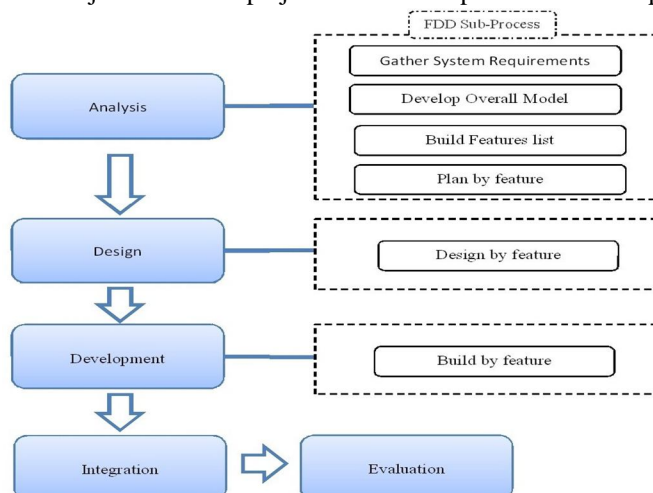 FDD Sub-Process
Gather System Requirements
Analysis
Develop Overall Model
Build Features list
Plan by feature
Design
Design by feature
Development
Build by feature
Integration
Evaluation